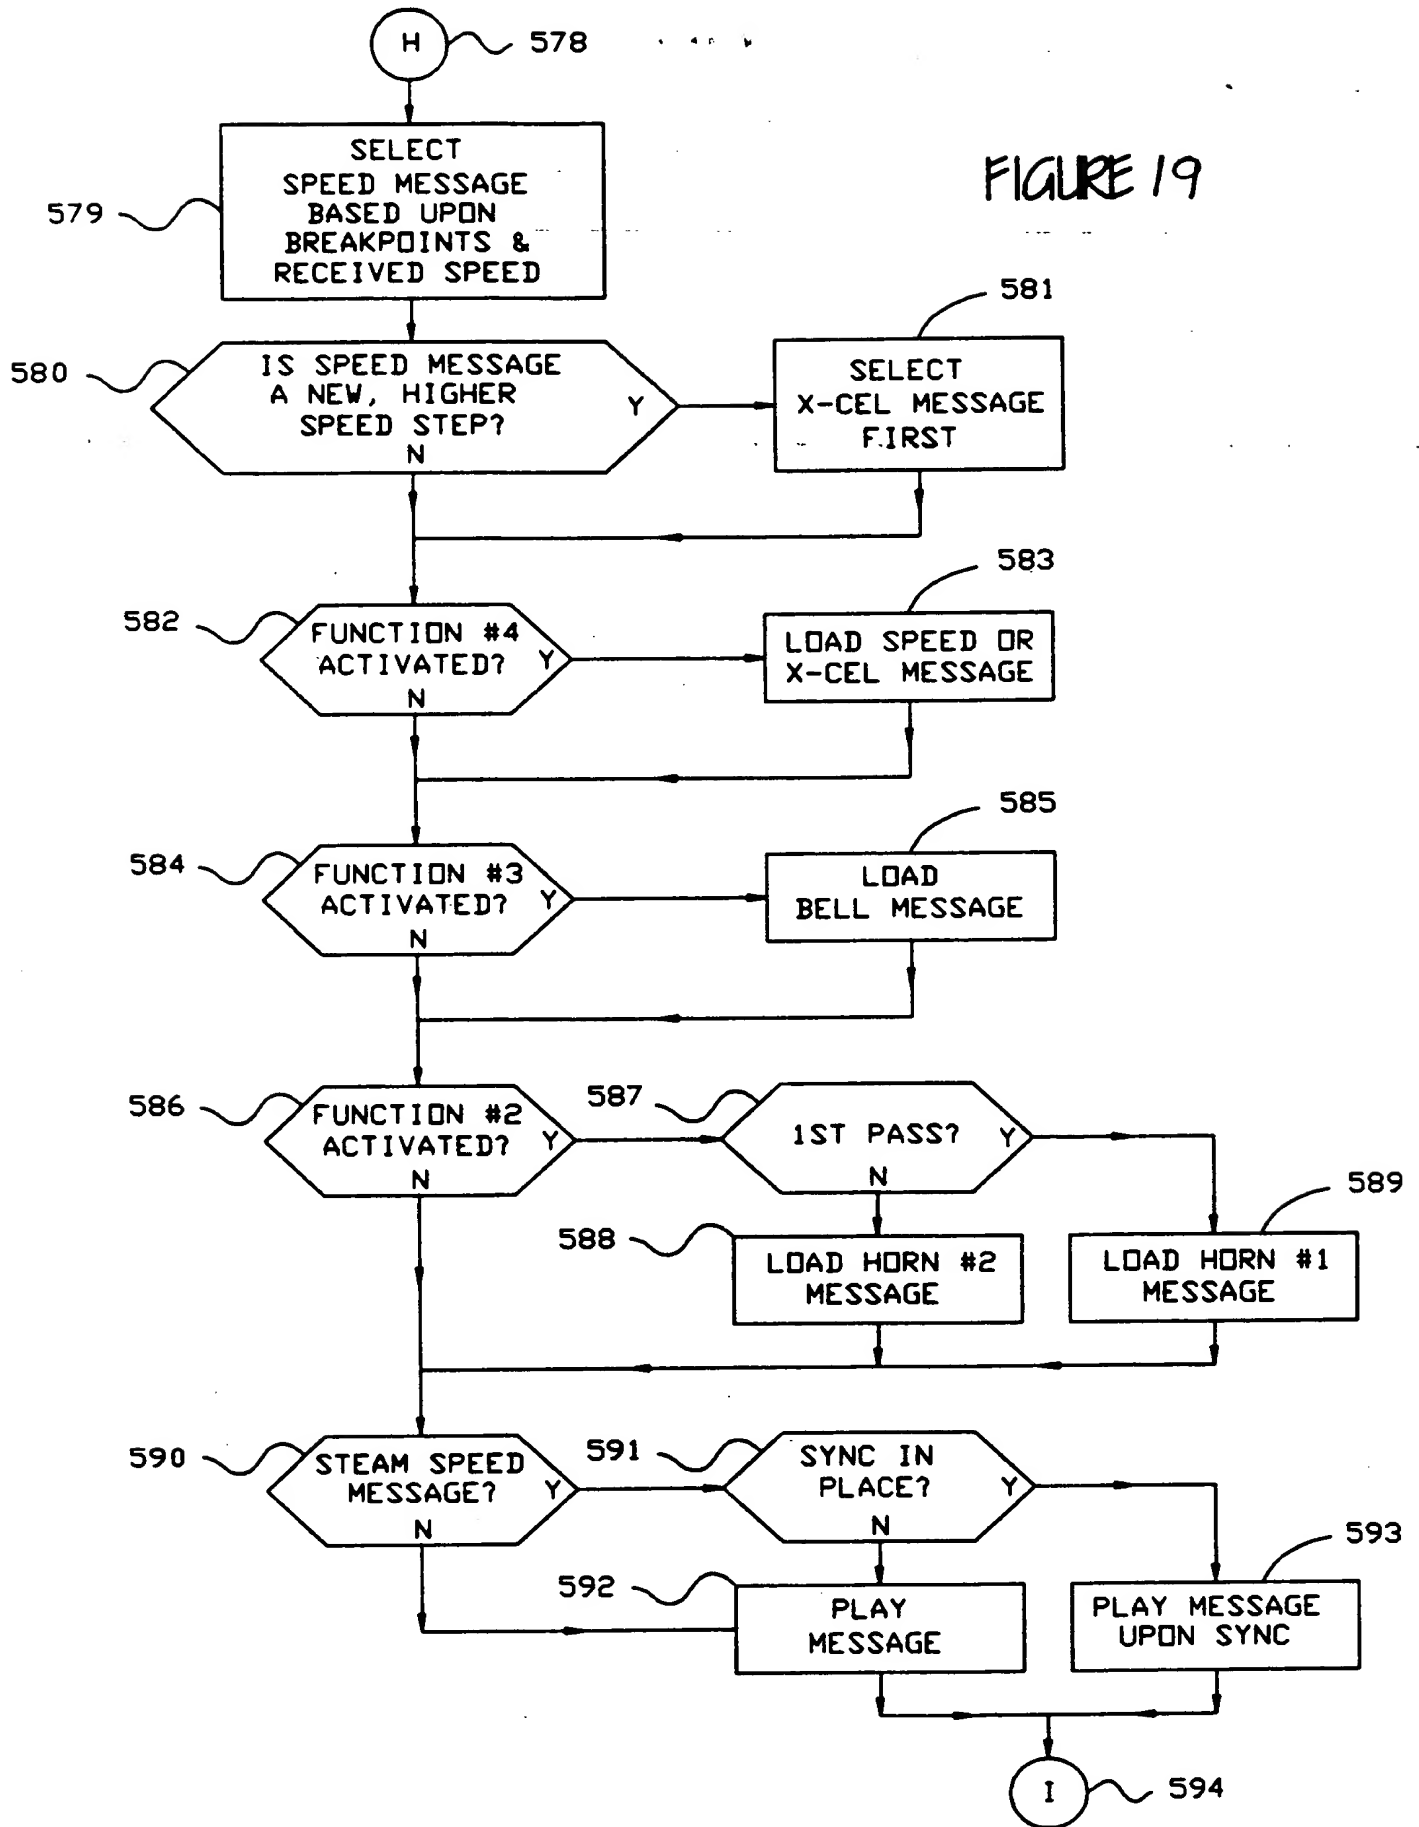 H
578
FIGURE 19
SELECT
SPEED MESSAGE
BASED UPON
BREAKPOINTS &
RECEIVED SPEED
579
581
580
IS SPEED MESSAGE
A NEW, HIGHER
SPEED STEP?
Y
N
SELECT
X-CEL MESSAGE
FIRST
583
582
FUNCTION #4
ACTIVATED?
Y
N
LOAD SPEED OR
X-CEL MESSAGE
585
584
FUNCTION #3
ACTIVATED?
Y
N
LOAD
BELL MESSAGE
586
FUNCTION #2
ACTIVATED?
Y
N
587
1ST PASS?
Y
N
589
588
LOAD HORN #2
MESSAGE
LOAD HORN #1
MESSAGE
590
STEAM SPEED
MESSAGE?
Y
N
591
SYNC IN
PLACE?
Y
N
593
592
PLAY
MESSAGE
PLAY MESSAGE
UPON SYNC
I
594